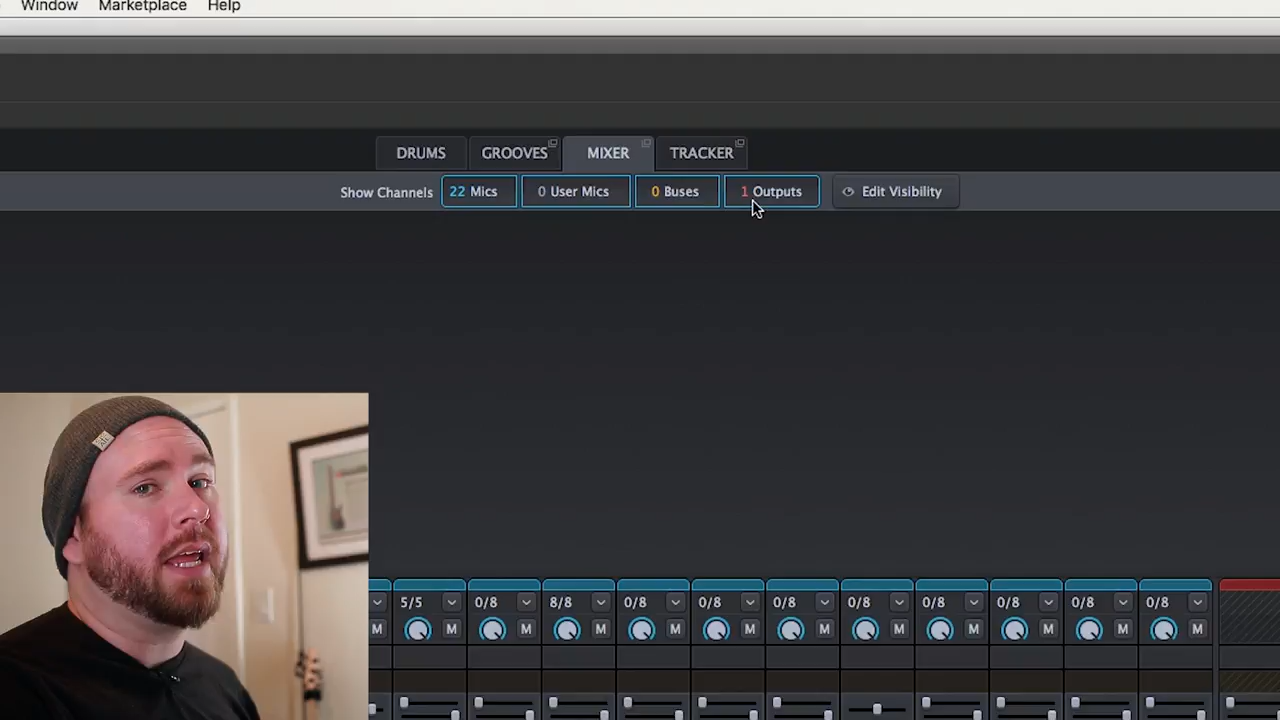 Window Marketplace Help
DRUMS GROOVES MIXER TRACKER
Show Channels 22 Mics 0 User Mics 0 Buses 1 Outputs Edit Visibility
5/5 0/8 8/8 0/8 0/8 0/8 0/8 0/8 0/8 0/8 0/8
M M M M M M M M M M M M